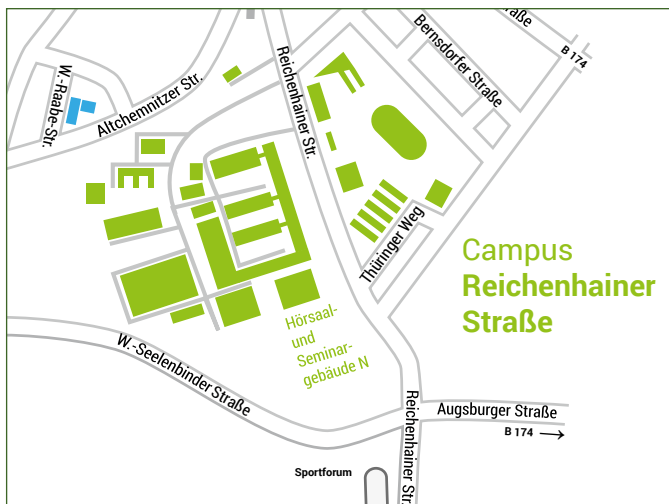 aße
B 174
Bernsdorfer Straße
Reichenhainer Str.
W.-Raabe-Str.
Altchemnitzer Str.
Thüringer Weg
Campus
Reichenhainer
Straße
Hörsaal-
und
Seminar-
gebäude N
W.-Seelenbinder Straße
Reichenhainer Str.
Augsburger Straße
B 174 →
Sportforum